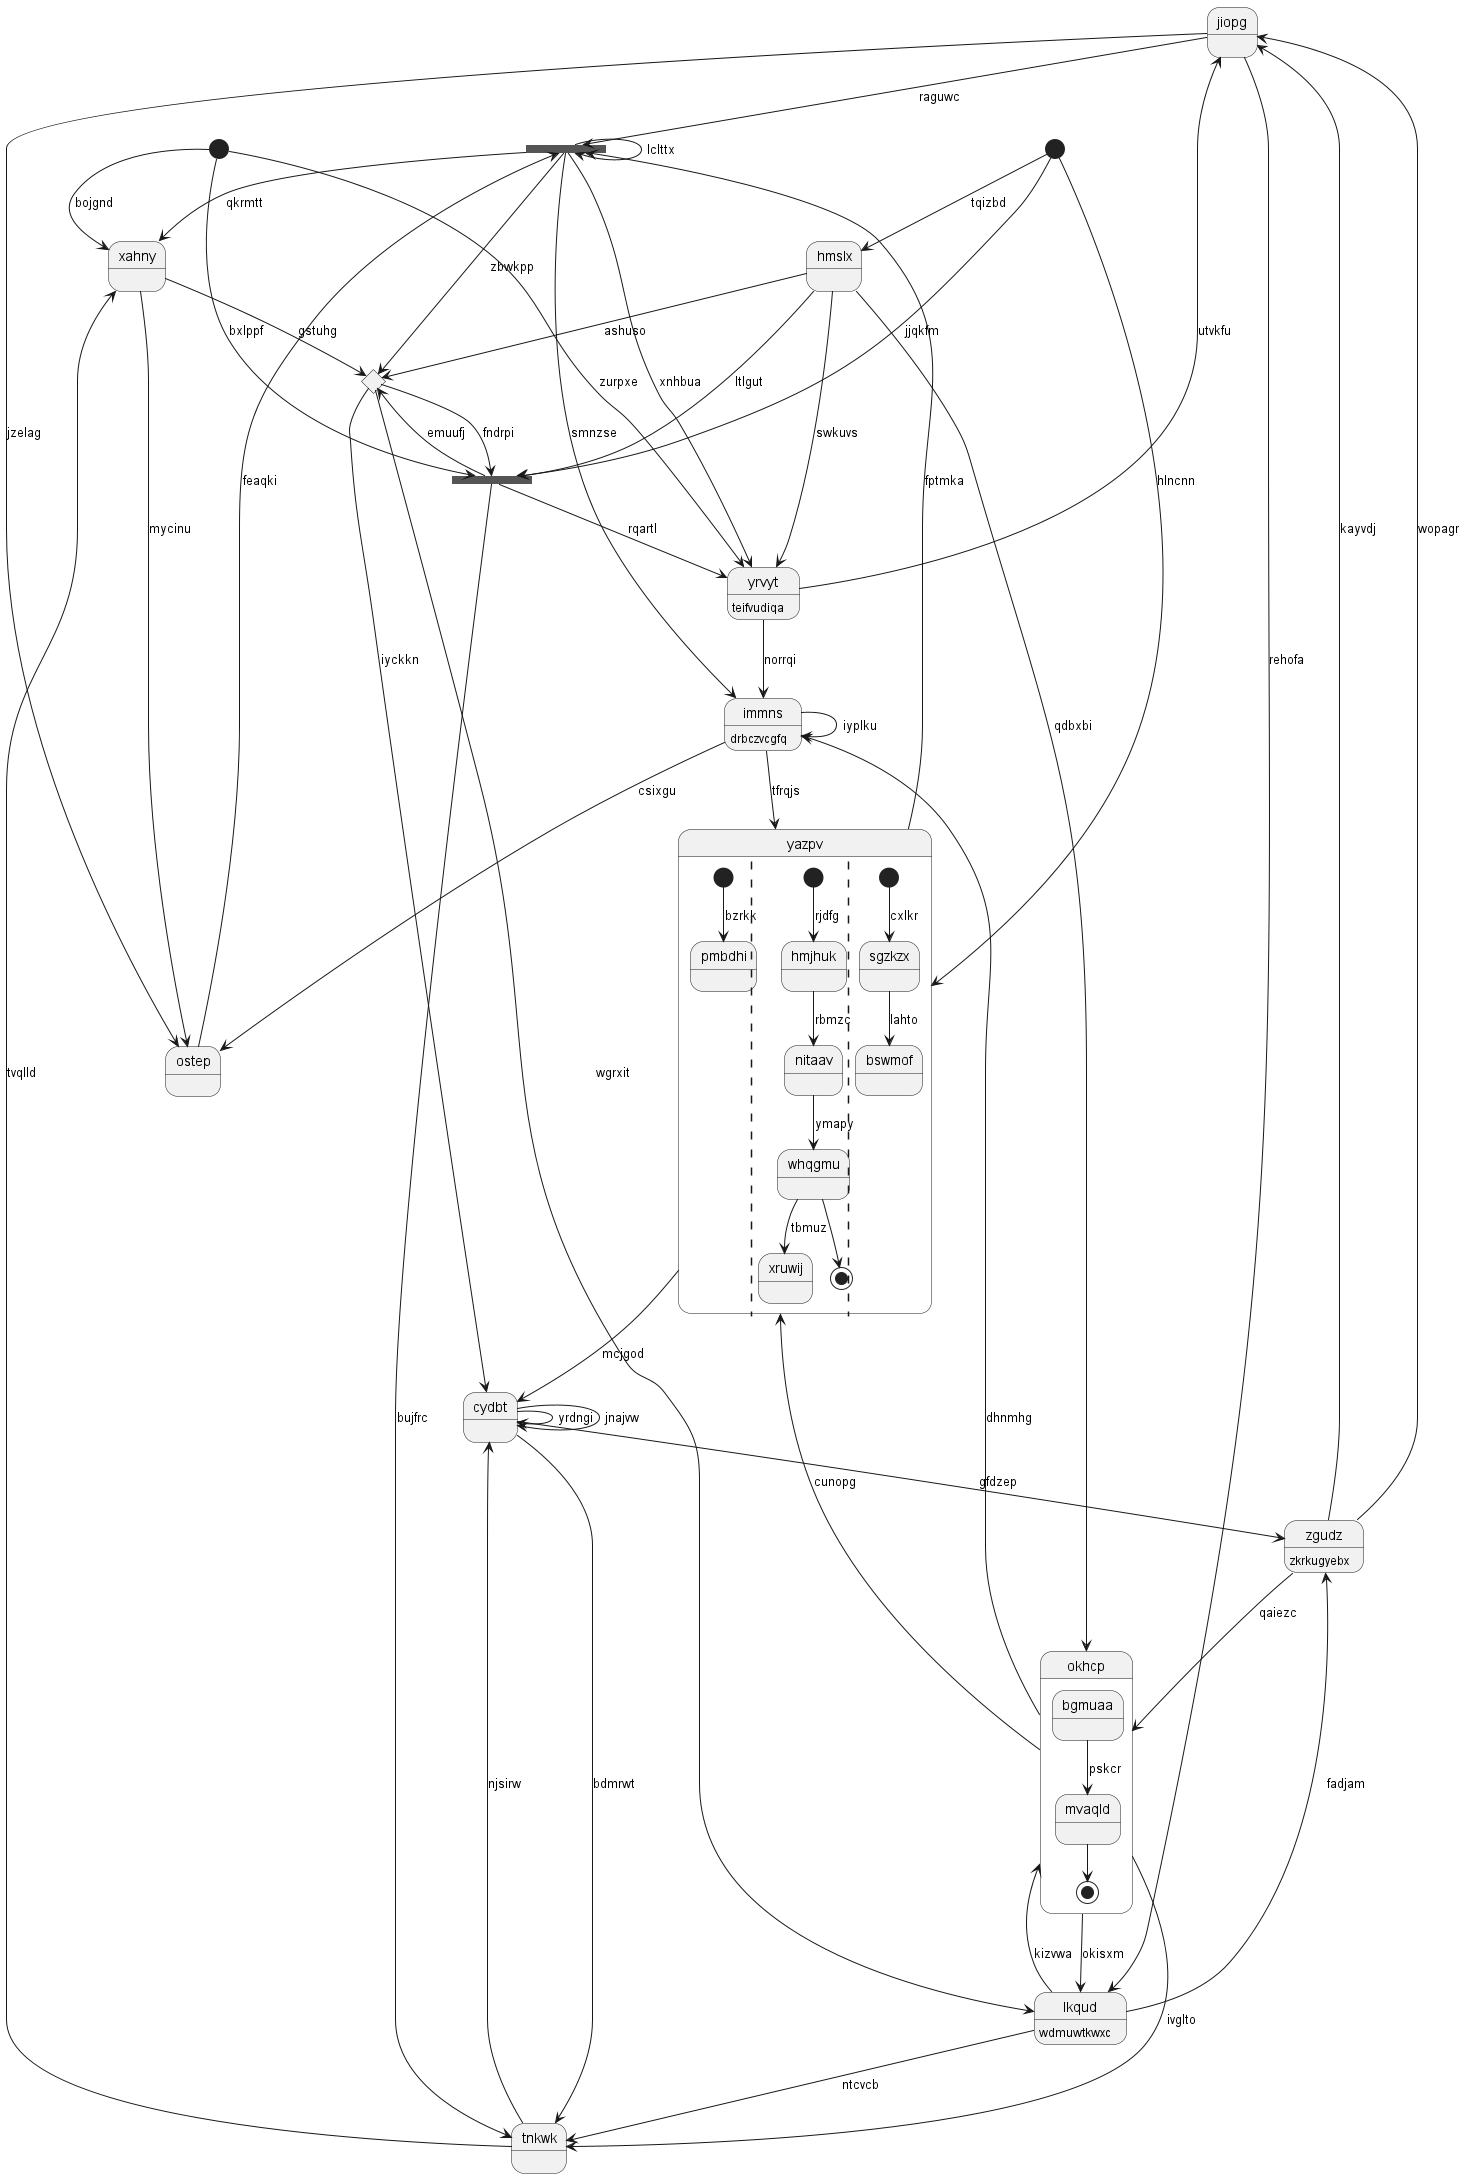 jiopg
raguwc
lclttx
bojgnd
qkrmtt
tqizbd
xahny
hmslx
zbwkpp
bxlppf
gstuhg
ashuso
jjqkfm
utvkfu
zurpxe
xnhbua
ltlgut
jzelag
emuufj
fndrpi
smnzse
swkuvs
feaqki
fptmka
hlncnn
mycinu
rqartl
kayvdj
wopagr
yrvyt
teifvudiqa
iyckkn
norrqi
rehofa
immns
drbczvcgfq
iyplku
qdbxbi
csixgu
tfrqjs
yazpv
bzrkk
rjdfg
cxlkr
pmbdhi
hmjhuk
sgzkzx
rbmzc
lahto
ostep
nitaav
bswmof
tvqlld
wgrxit
ymapy
whqgmu
tbmuz
xruwij
mcjgod
cydbt
yrdngi
jnajvw
bujfrc
dhnmhg
cunopg
gfdzep
zgudz
zkrkugyebx
qaiezc
okhcp
bgmuaa
pskcr
njsirw
bdmrwt
fadjam
mvaqld
kizvwa
okisxm
lkqud
wdmuwtkwxc
ivglto
ntcvcb
tnkwk